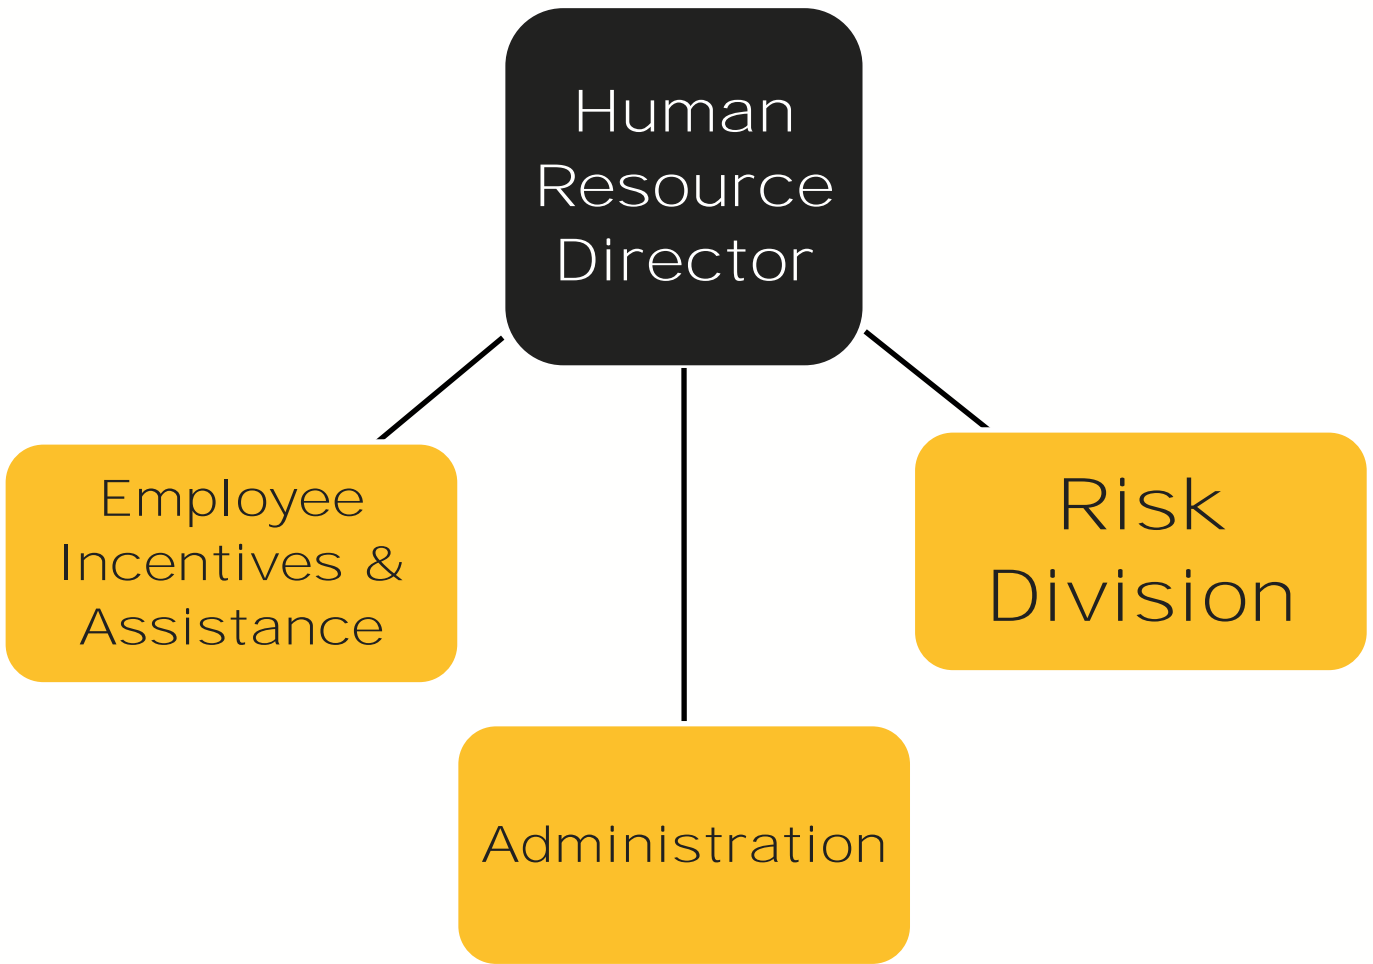 Human
Resource
Director
Employee
Incentives &
Assistance
Risk
Division
Administration